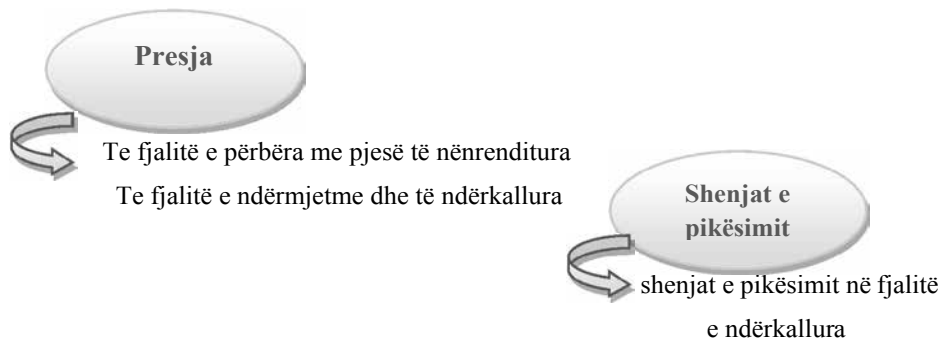 Presja
Te fjalitë e përbëra me pjesë të nënrenditura
Te fjalitë e ndërmjetme dhe të ndërkallura
Shenjat e
pikësimit
shenjat e pikësimit në fjalitë
e ndërkallura